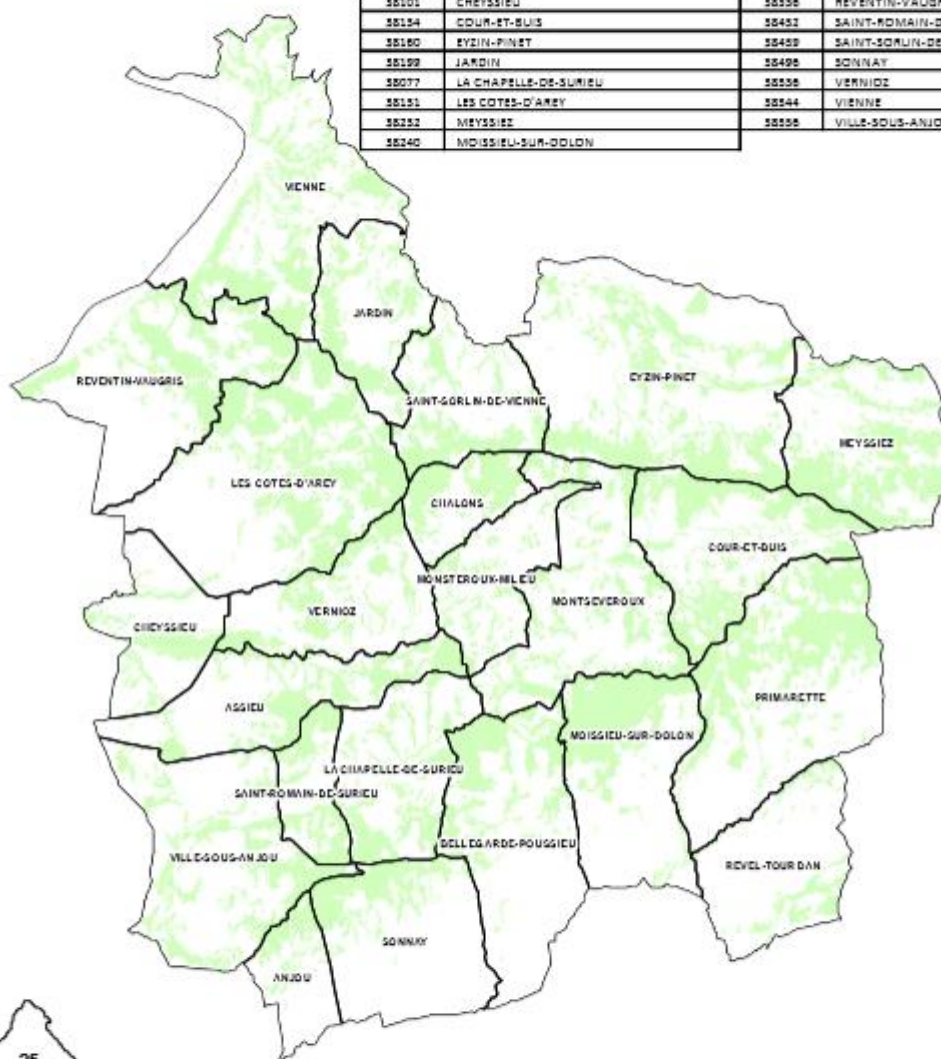 38101 CHEYSSIEU 38336 REVENTIN-VAUGR
38134 COUR-ET-BUIS 38452 SAINT-ROMAIN-D
38160 EYZIN-PINET 38459 SAINT-SORLIN-DE
38199 JARDIN 38496 SONNAY
38077 LA CHAPELLE-DE-SURIEU 38536 VERNIOZ
38131 LES COTES-D'AREY 38544 VIENNE
38232 MEYSSIEZ 38556 VILLE-SOUS-ANJO
38240 MOISSIEU-SUR-DOLON
VIENNE
JARDIN
REVENTIN-VAUGRIS
EYZIN-PINET
SAINT-SORLIN-DE-VIENNE
MEYSSIEZ
LES COTES-D'AREY
CHALONS
COUR-ET-BUIS
MONSTEROUX-MILIEU
MONTSEVEROUX
VERNIOZ
CHEYSSIEU
PRIMARETTE
ASSIEU
MOISSIEU-SUR-DOLON
LA CHAPELLE-DE-SURIEU
SAINT-ROMAIN-DE-SURIEU
BELLEGARDE-POUSSIEU
VILLE-SOUS-ANJOU
REVEL-TOURDAN
SONNAY
ANJOU